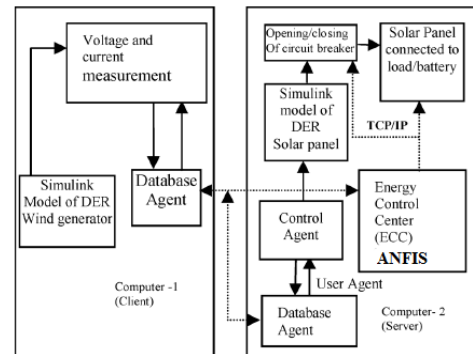 Voltage and
current
measurement
Simulink
Model of DER
Wind generator
Database
Agent
Computer -1
(Client)
Opening/closing
Of circuit breaker
Solar Panel
connected to
load/battery
Simulink
model of
DER
Solar panel
TCP/IP
Energy
Control
Center
(ECC)
ANFIS
Control
Agent
User Agent
Database
Agent
Computer- 2
(Server)